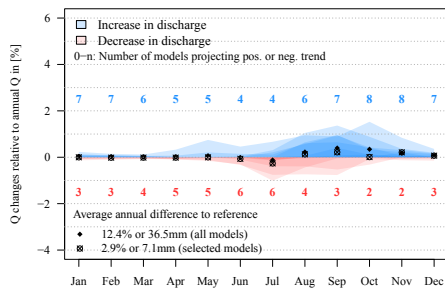 Q changes relative to annual Q in [%]
6
4
2
0
−2
−4
Increase in discharge
Decrease in discharge
0−n: Number of models projecting pos. or neg. trend
7 7 6 5 5 4 4 6 7 8 8 7
3 3 4 5 5 6 6 4 3 2 2 3
Average annual difference to reference
12.4% or 36.5mm (all models)
2.9% or 7.1mm (selected models)
Jan Feb Mar Apr May Jun Jul Aug Sep Oct Nov Dec